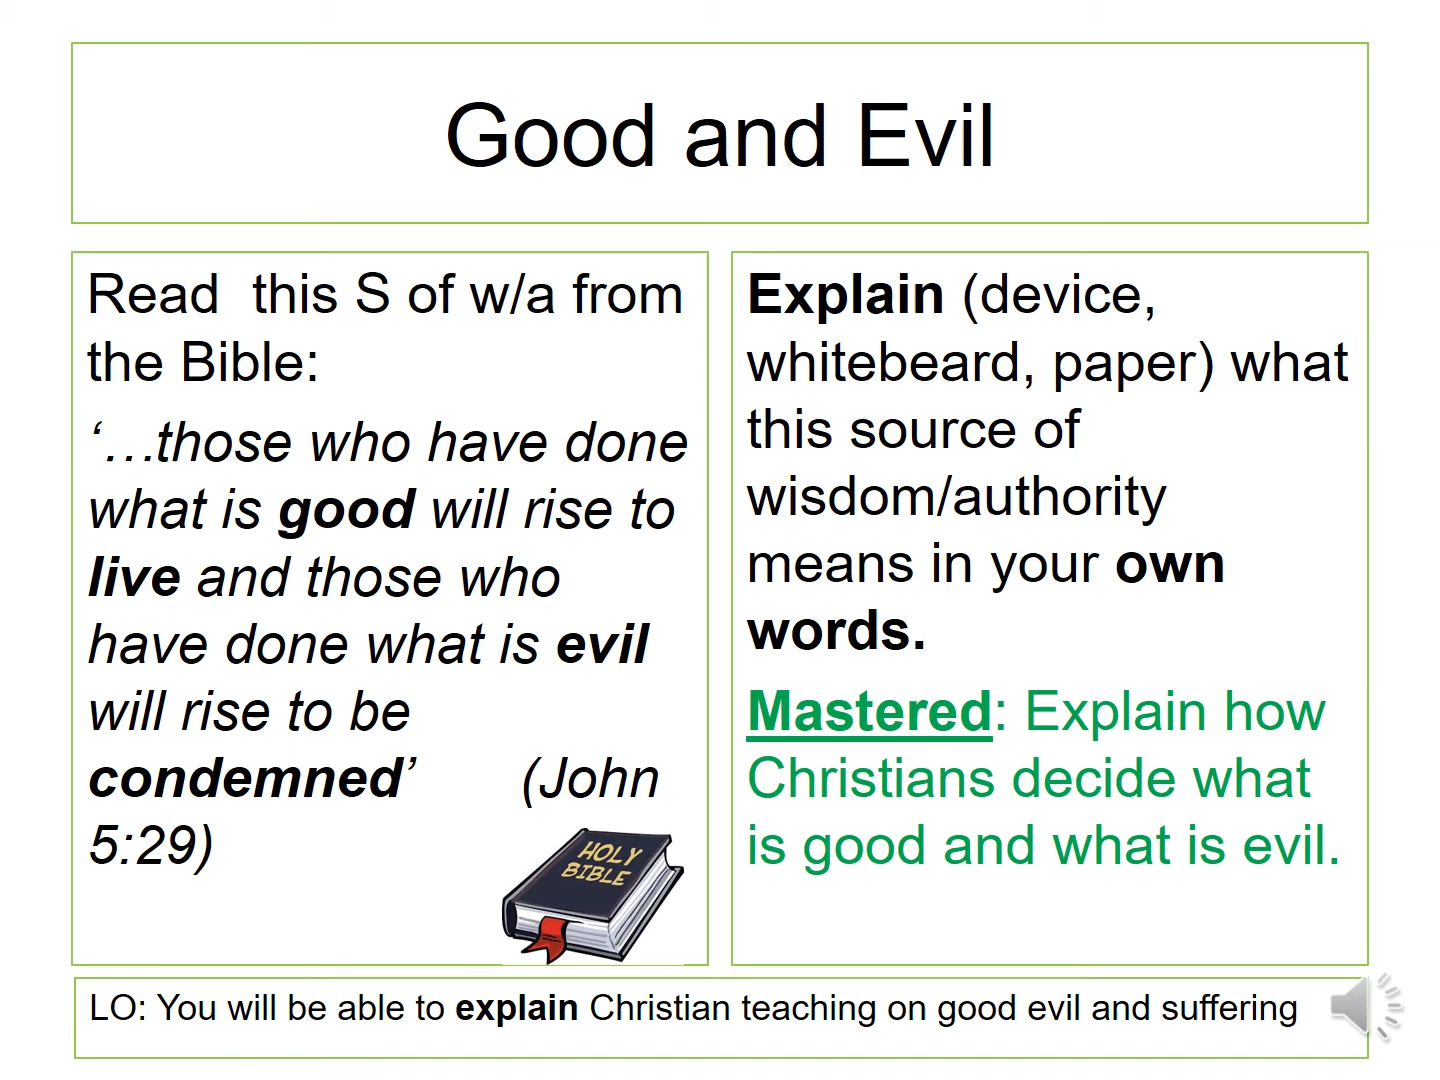 Good and Evil
Read  this S of w/a from
the Bible:
‘…those who have done
what is good will rise to
live and those who
have done what is evil
will rise to be
condemned’ (John
5:29)
HOLY
BIBLE
Explain (device,
whitebeard, paper) what
this source of
wisdom/authority
means in your own
words.
Mastered: Explain how
Christians decide what
is good and what is evil.
LO: You will be able to explain Christian teaching on good evil and suffering